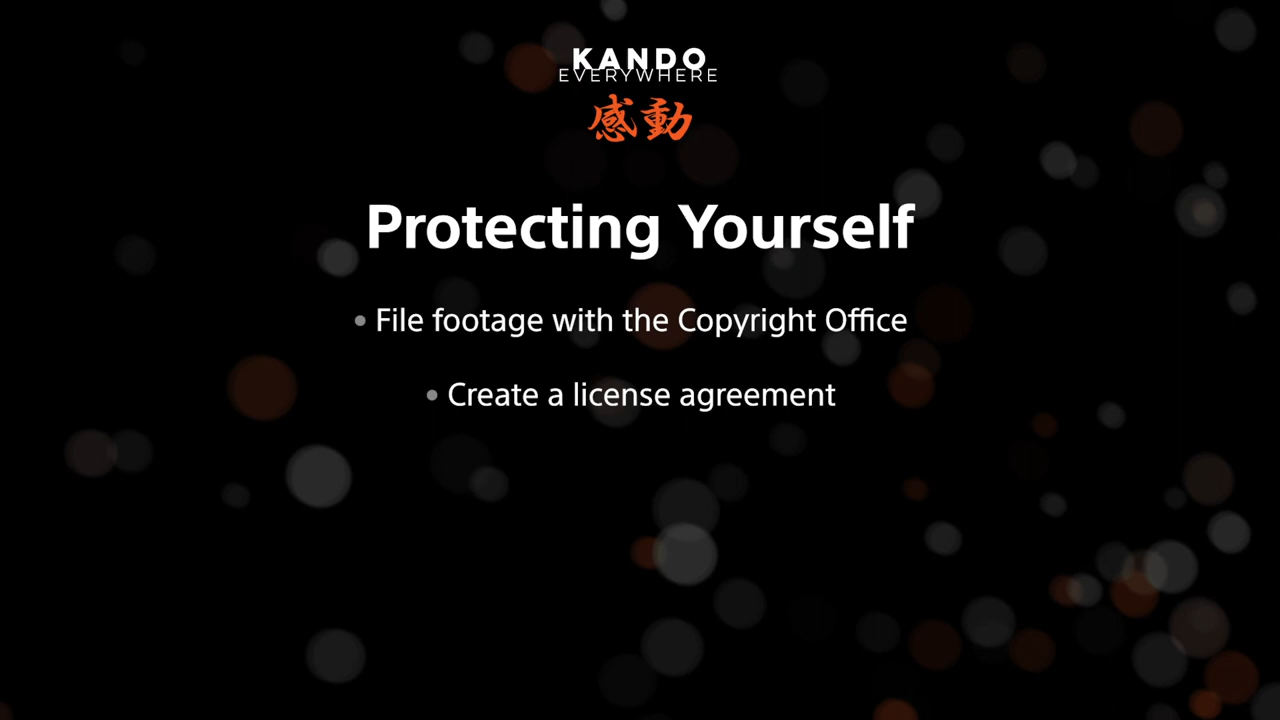 KANDO
EVERYWHERE
感動
Protecting Yourself
• File footage with the Copyright Office
• Create a license agreement